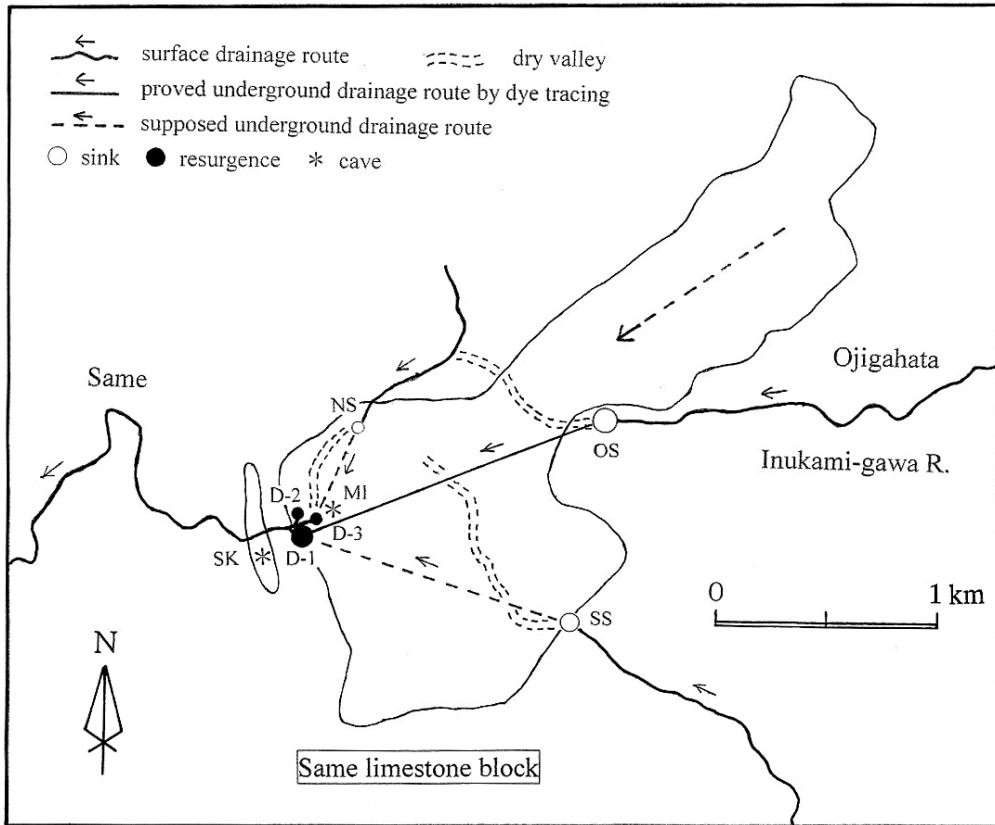 surface drainage route
dry valley
proved underground drainage route by dye tracing
supposed underground drainage route
sink
resurgence
cave
Ojigahata
Same
NS
OS
Inukami-gawa R.
D-2
MI
D-3
SK
D-1
SS
0
1 km
N
Same limestone block